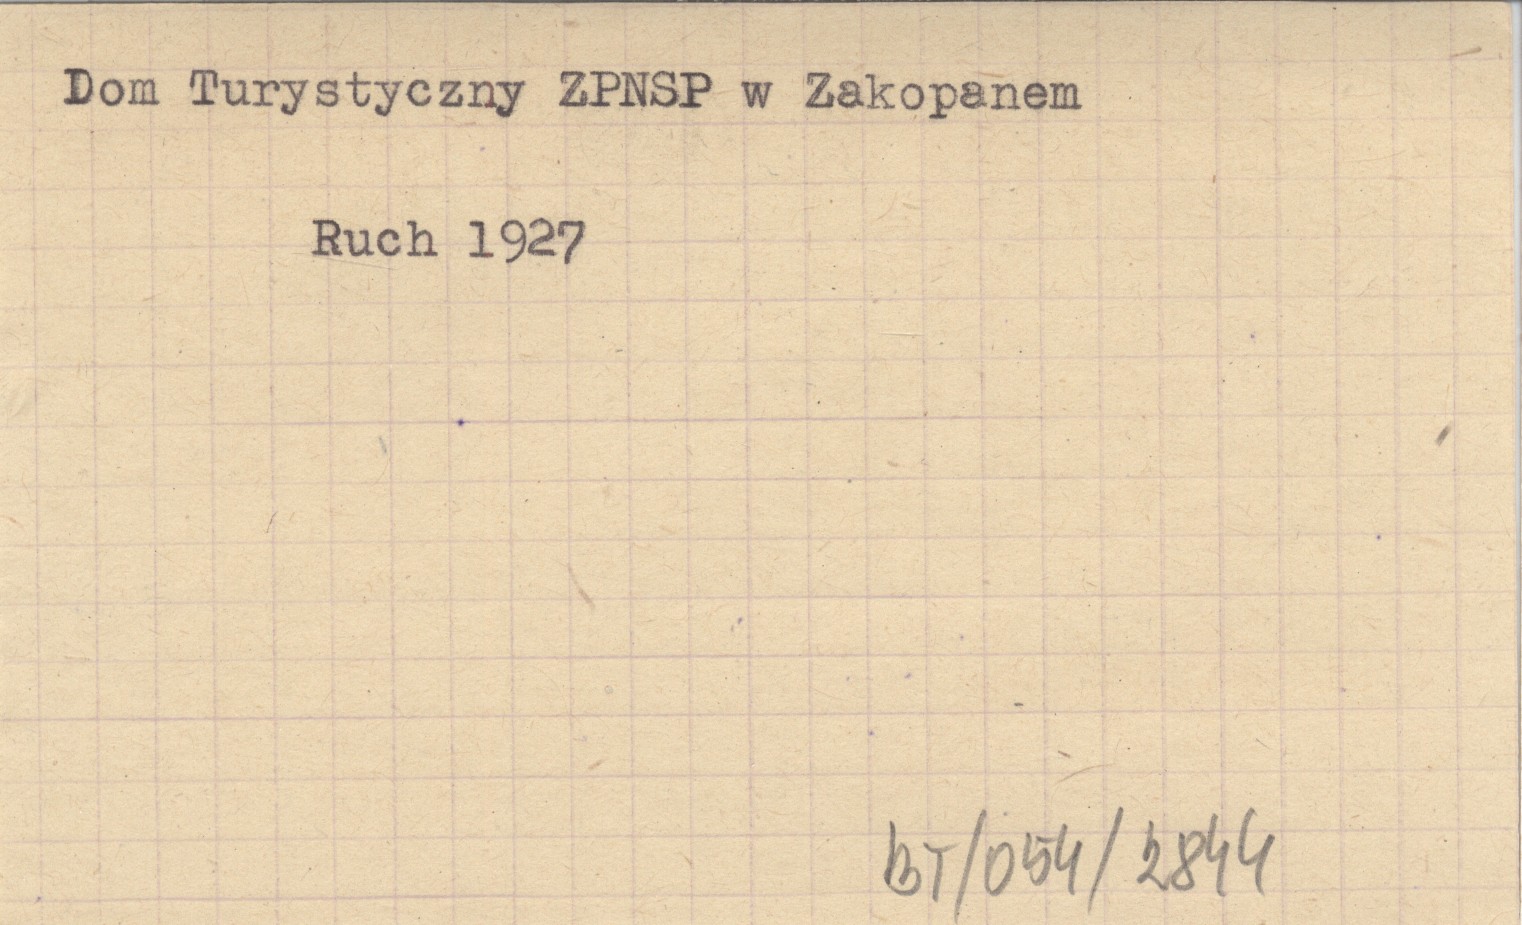 Dom Turystyczny ZPNSP w Zakopanem
Ruch 1927
BT/054/2844